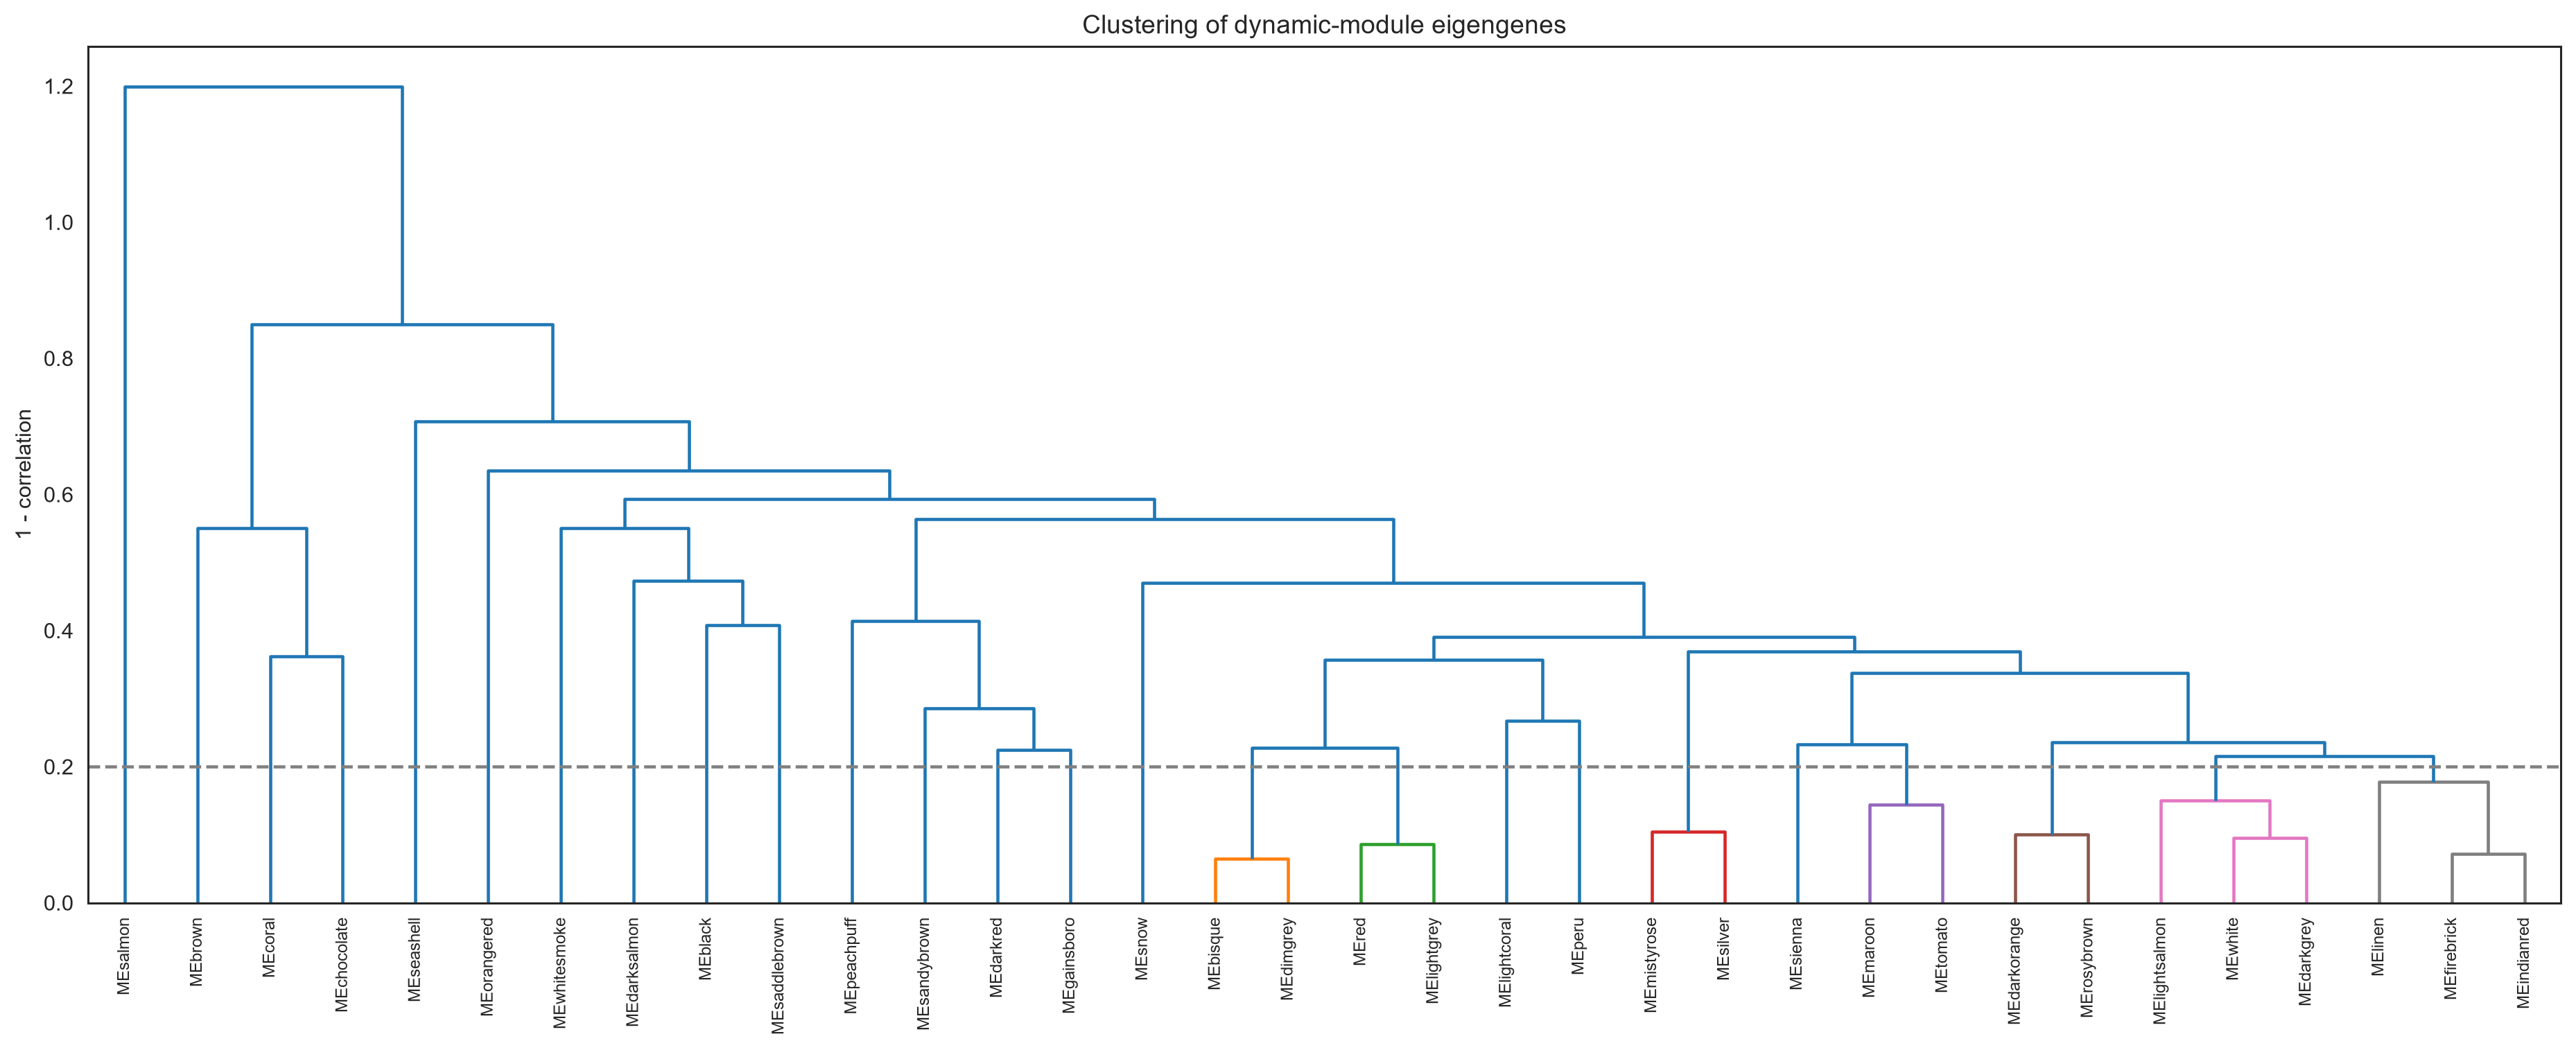 Clustering of dynamic-module eigengenes
1 - correlation
1.2
1.0
0.8
0.6
0.4
0.2
0.0
MEsalmon
MEbrown
MEcoral
MEchocolate
MEseashell
MEorangered
MEwhitesmoke
MEdarksalmon
MEblack
MEsaddlebrown
MEpeachpuff
MEsandybrown
MEdarkred
MEgainsboro
MEsnow
MEbisque
MEdimgrey
MEred
MElightgrey
MElightcoral
MEperu
MEmistyrose
MEsilver
MEsienna
MEmaroon
MEtomato
MEdarkorange
MErosybrown
MElightsalmon
MEwhite
MEdarkgrey
MElinen
MEfirebrick
MEindianred